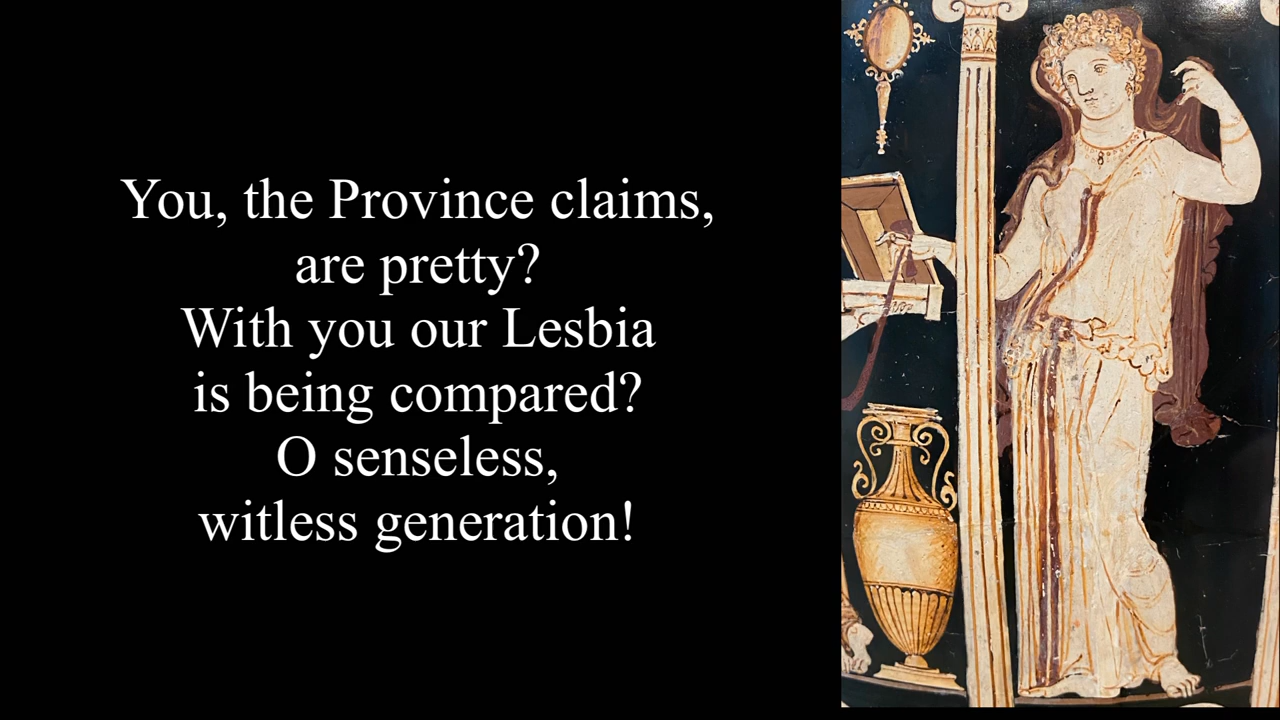 You, the Province claims,
are pretty?
With you our Lesbia
is being compared?
O senseless,
witless generation!